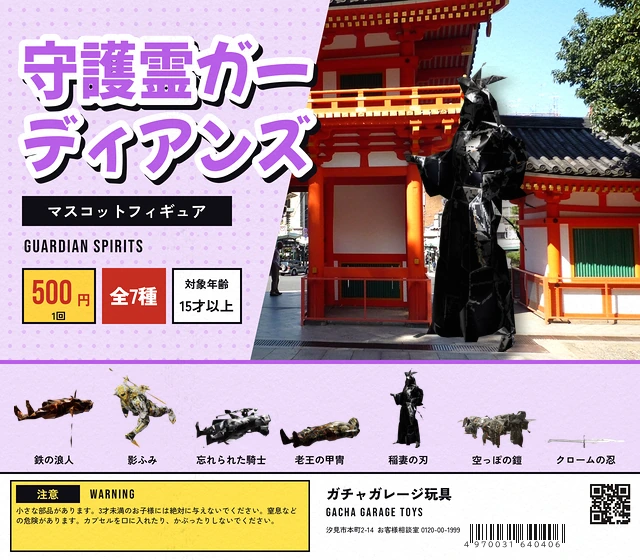 守護霊ガー
ディアンズ
マスコットフィギュア
GUARDIAN SPIRITS
500円
1回
全7種
対象年齢
15才以上
鉄の浪人
影ふみ
忘れられた騎士
老王の甲冑
稲妻の刃
空っぽの鎧
クロームの忍
注意 WARNING
小さな部品があります。3才未満のお子様には絶対に与えないでください。窒息など
の危険があります。カプセルを口に入れたり、かぶったりしないでください。
ガチャガレージ玩具
GACHA GARAGE TOYS
汐見市本町2-14 お客様相談室 0120-00-1999
4 970031 640406